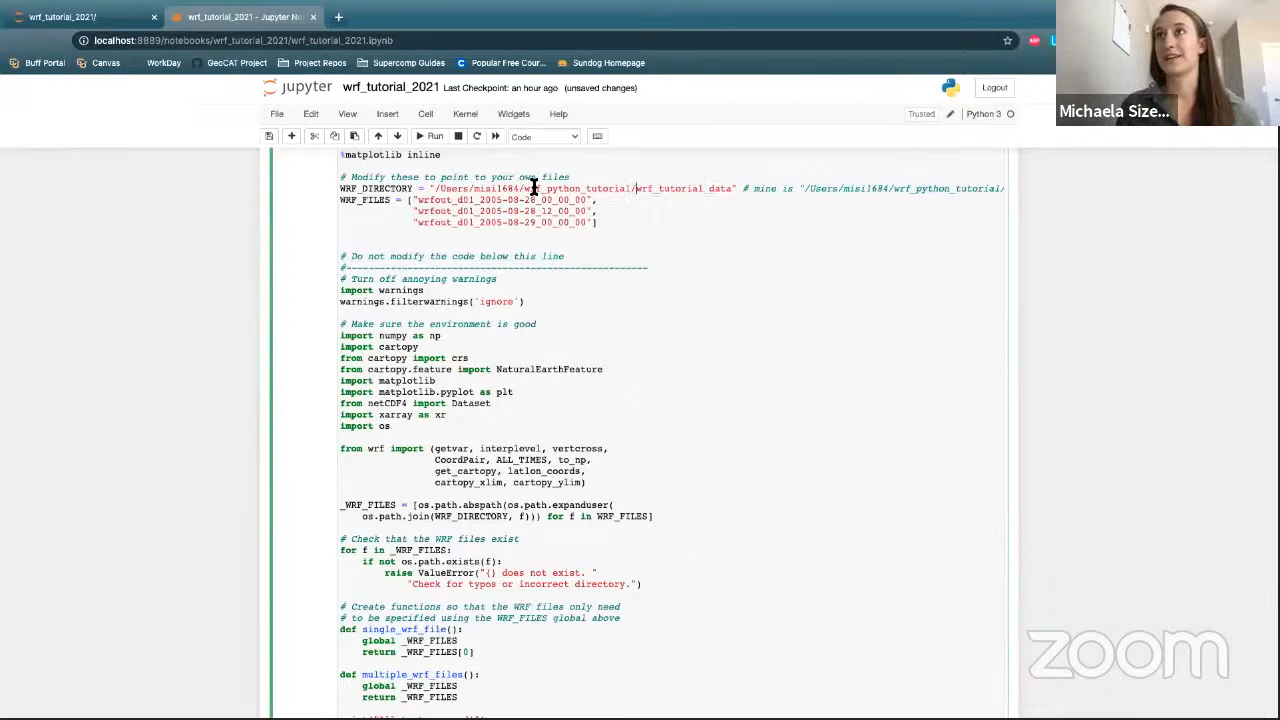 wrf_tutorial_2021/
wrf_tutorial_2021 - Jupyter No
localhost:8889/notebooks/wrf_tutorial_2021/wrf_tutorial_2021.ipynb
Buff Portal Canvas WorkDay GeoCAT Project Project Repos Supercomp Guides Popular Free Cour... Sundog Homepage
jupyter wrf_tutorial_2021 Last Checkpoint: an hour ago (unsaved changes) Logout
Michaela Size...
File Edit View Insert Cell Kernel Widgets Help Trusted Python 3
Run Code
%matplotlib inline
# Modify these to point to your own files
WRF_DIRECTORY = "/Users/misi1684/wrf_python_tutorial/wrf_tutorial_data" # mine is "/Users/misi1684/wrf_python_tutorial/
WRF_FILES = ["wrfout_d01_2005-08-28_00_00_00",
"wrfout_d01_2005-08-28_12_00_00",
"wrfout_d01_2005-08-29_00_00_00"]
# Do not modify the code below this line
#------------------------------------------------------
# Turn off annoying warnings
import warnings
warnings.filterwarnings('ignore')
# Make sure the environment is good
import numpy as np
import cartopy
from cartopy import crs
from cartopy.feature import NaturalEarthFeature
import matplotlib
import matplotlib.pyplot as plt
from netCDF4 import Dataset
import xarray as xr
import os
from wrf import (getvar, interplevel, vertcross,
CoordPair, ALL_TIMES, to_np,
get_cartopy, latlon_coords,
cartopy_xlim, cartopy_ylim)
_WRF_FILES = [os.path.abspath(os.path.expanduser(
os.path.join(WRF_DIRECTORY, f))) for f in WRF_FILES]
# Check that the WRF files exist
for f in _WRF_FILES:
if not os.path.exists(f):
raise ValueError("{} does not exist. "
"Check for typos or incorrect directory.")
# Create functions so that the WRF files only need
# to be specified using the WRF_FILES global above
def single_wrf_file():
global _WRF_FILES
return _WRF_FILES[0]
def multiple_wrf_files():
global _WRF_FILES
return _WRF_FILES
zoom